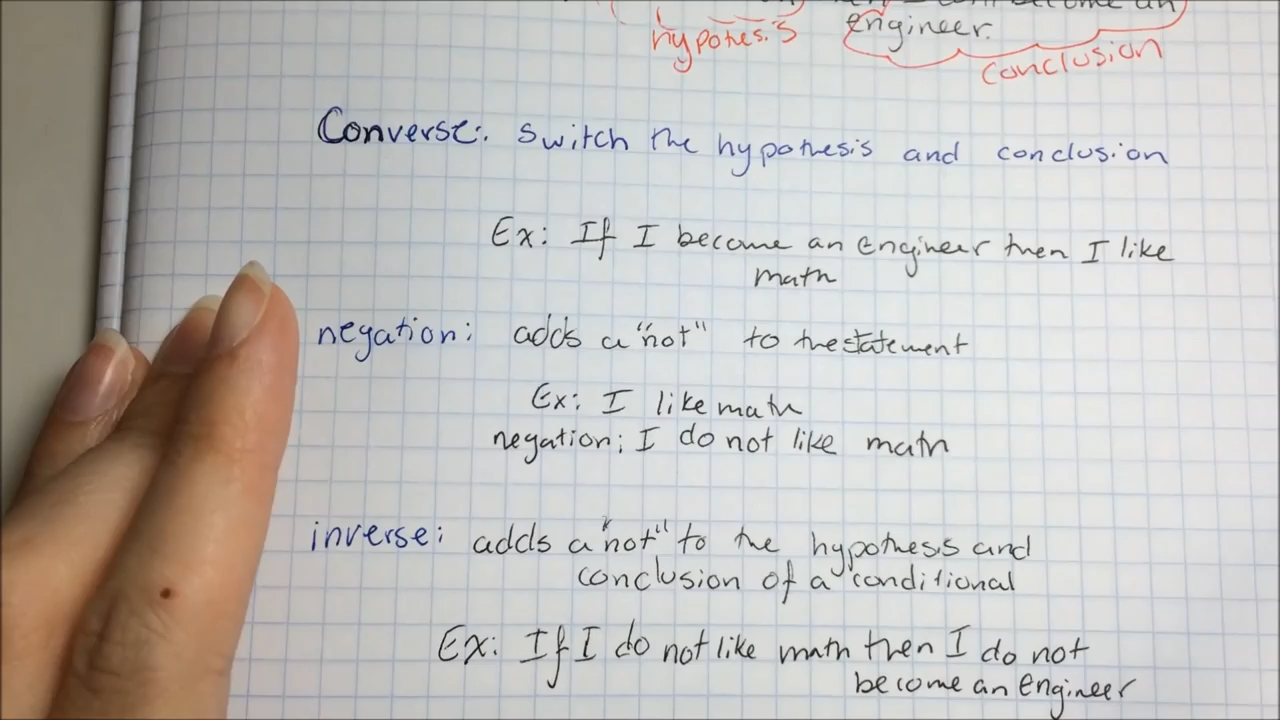 become an
hypothesis engineer.
conclusion
Converse: Switch the hypothesis and conclusion
Ex: If I become an engineer then I like
math
negation: adds a "not" to the statement
Ex: I like math
negation: I do not like math
inverse: adds a "not" to the hypothesis and
conclusion of a conditional
Ex: If I do not like math then I do not
become an engineer